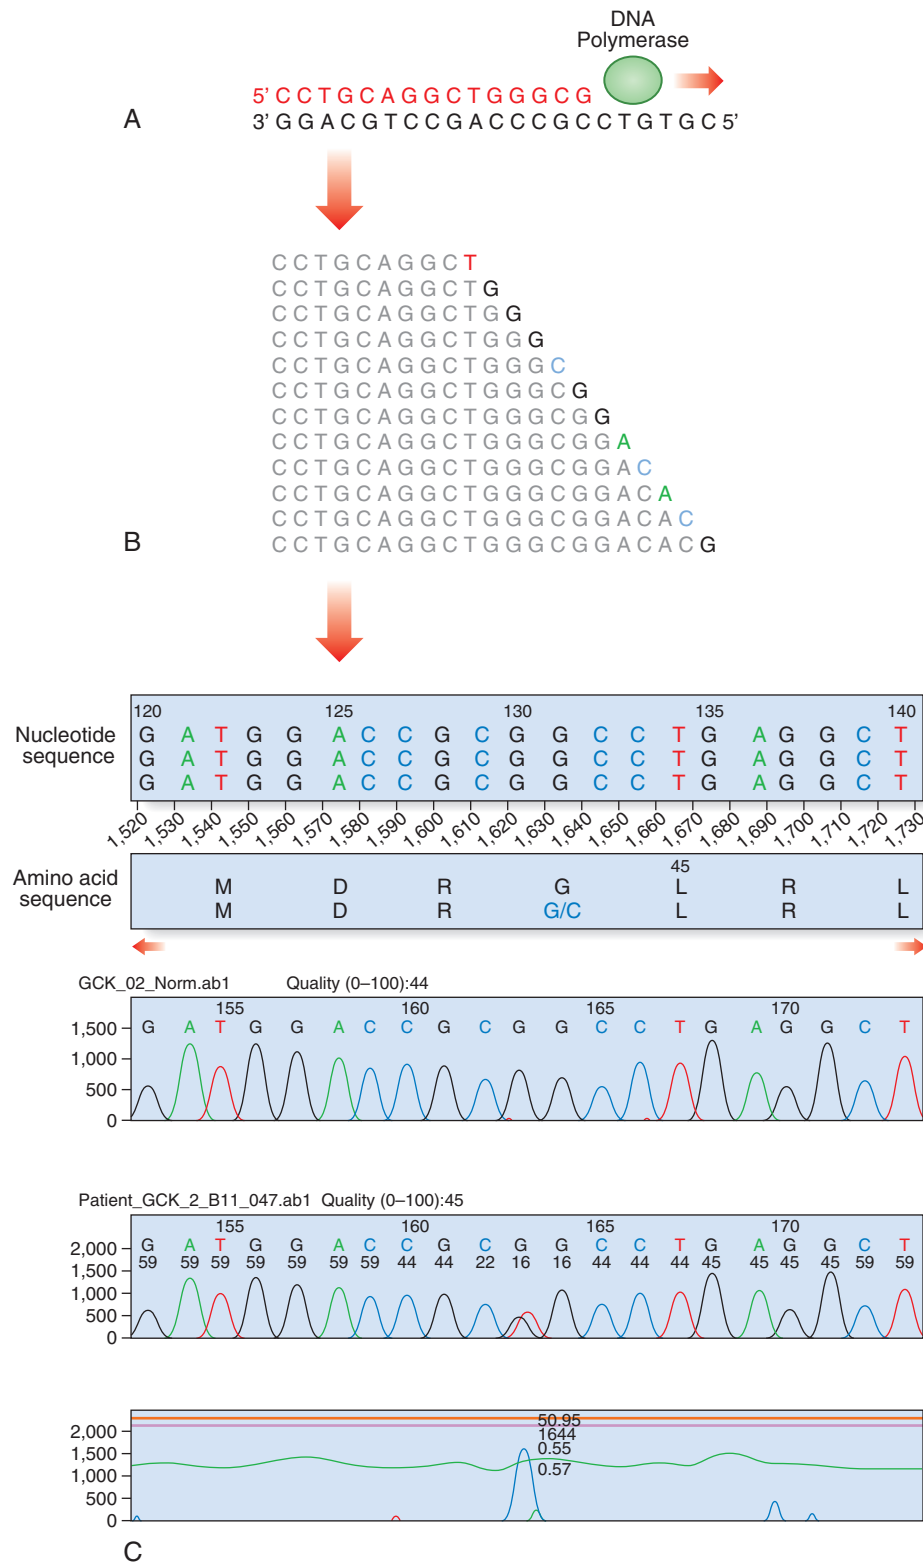 DNA
Polymerase
5’ C C T G C A G G C T G G G C G
A
3’ G G A C G T C C G A C C C G C C T G T G C 5’
C C T G C A G G C T
C C T G C A G G C T G
C C T G C A G G C T G G
C C T G C A G G C T G G G
C C T G C A G G C T G G G C
C C T G C A G G C T G G G C G
C C T G C A G G C T G G G C G G
C C T G C A G G C T G G G C G G A
C C T G C A G G C T G G G C G G A C
C C T G C A G G C T G G G C G G A C A
C C T G C A G G C T G G G C G G A C A C
B
C C T G C A G G C T G G G C G G A C A C G
120 125 130 135 140
Nucleotide
sequence
G A T G G A C C G C G G C C T G A G G C T
G A T G G A C C G C G G C C T G A G G C T
G A T G G A C C G C G G C C T G A G G C T
1,520 1,530 1,540 1,550 1,560 1,570 1,580 1,590 1,600 1,610 1,620 1,630 1,640 1,650 1,660 1,670 1,680 1,690 1,700 1,710 1,720 1,730
Amino acid
sequence
45
M D R G L R L
M D R G/C L R L
GCK_02_Norm.ab1 Quality (0–100):44
155 160 165 170
G A T G G A C C G C G G C C T G A G G C T
1,500
1,000
500
0
Patient_GCK_2_B11_047.ab1 Quality (0–100):45
155 160 165 170
2,000 G A T G G A C C G C G G C C T G A G G C T
59 59 59 59 59 59 59 44 44 22 16 16 44 44 44 45 45 45 45 59 59
1,500
1,000
500
0
50.95
2,000 1644
1,500 0.55
1,000 0.57
500
0
C